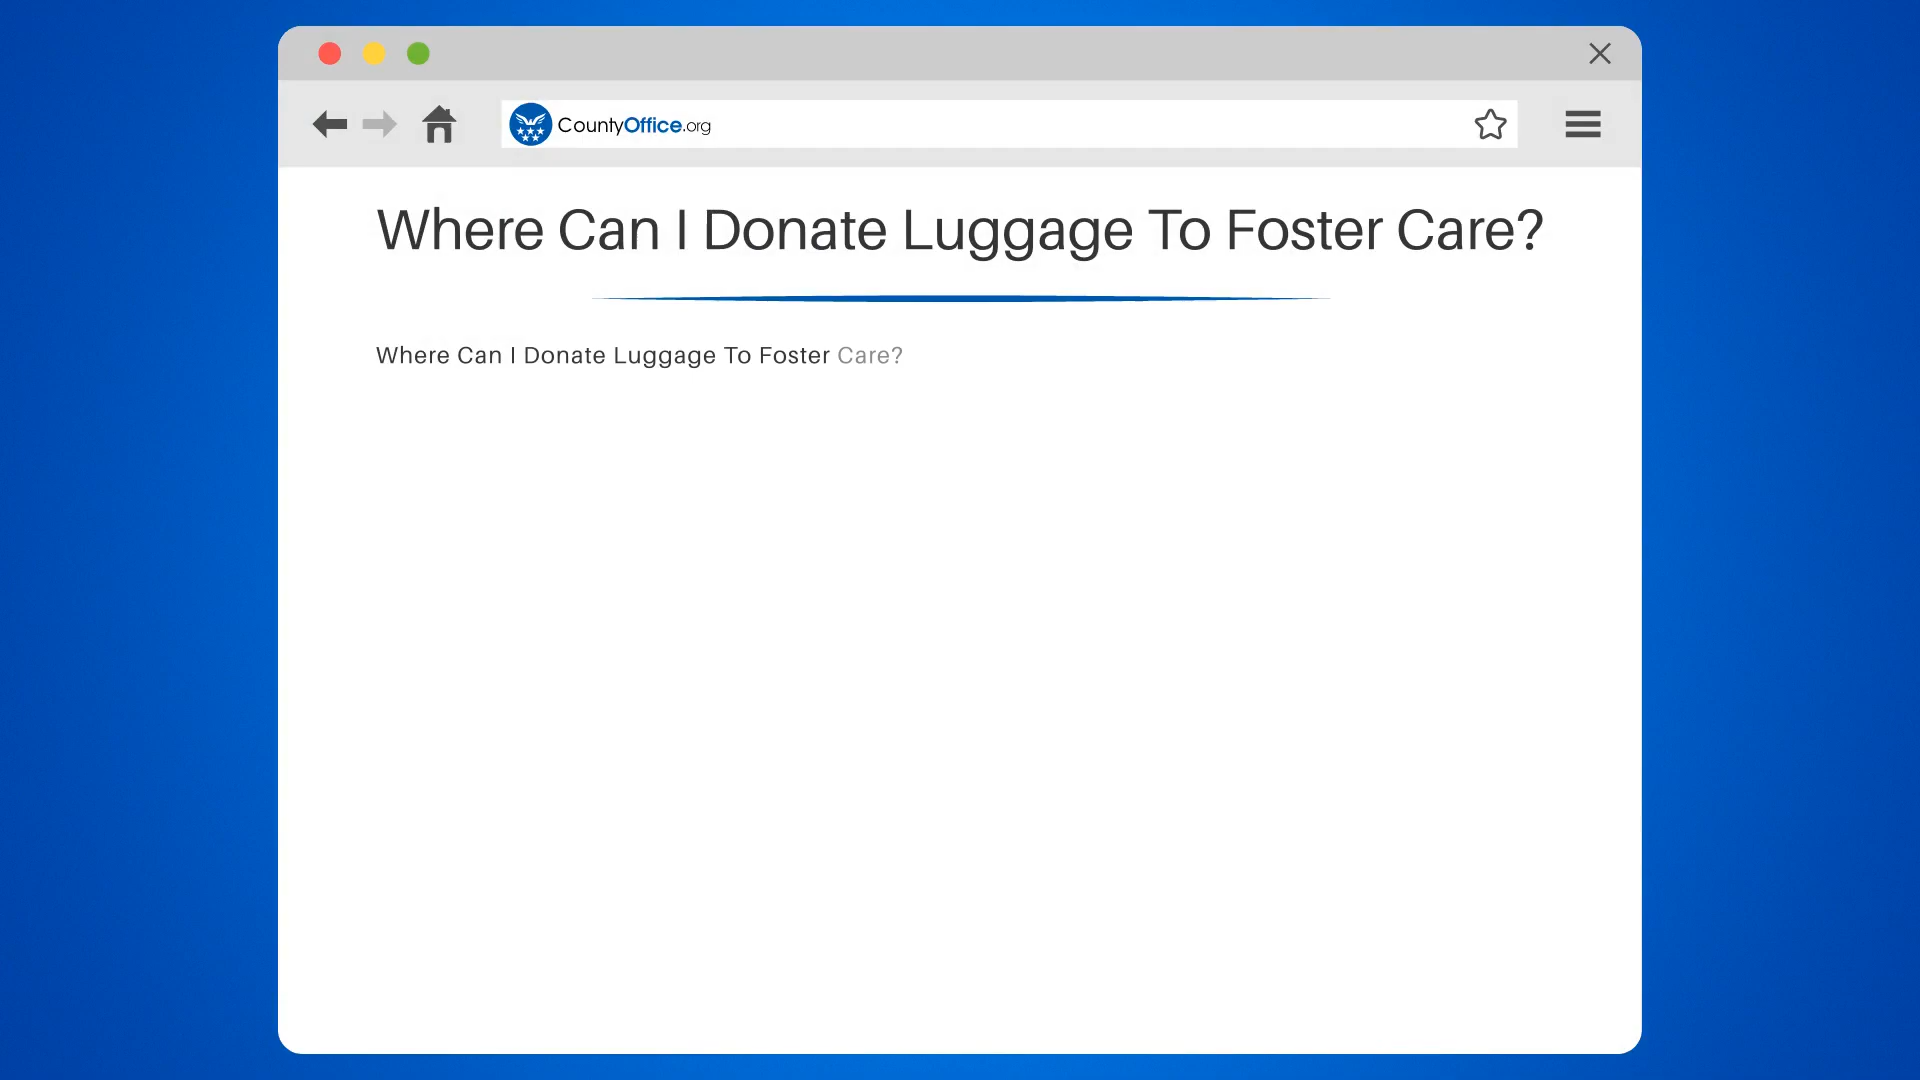 CountyOffice.org
Where Can I Donate Luggage To Foster Care?
Where Can I Donate Luggage To Foster Care?